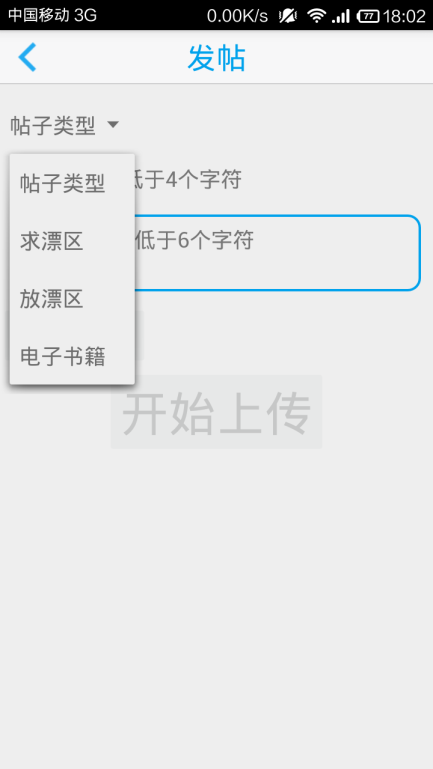 中国移动 3G 0.00K/s 77 18:02
发帖
帖子类型
帖子类型
低于4个字符
求漂区
低于6个字符
放漂区
电子书籍
开始上传